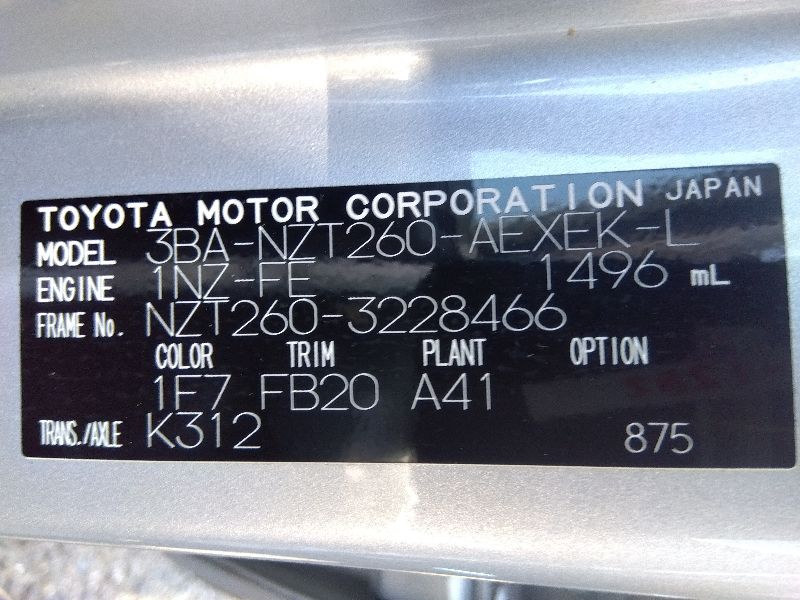 TOYOTA MOTOR CORPORATION JAPAN
MODEL 3BA-NZT260-AEXEK-L
ENGINE 1NZ-FE 1496 mL
FRAME No. NZT260-3228466
COLOR TRIM PLANT OPTION
1F7 FB20 A41
TRANS./AXLE K312 875